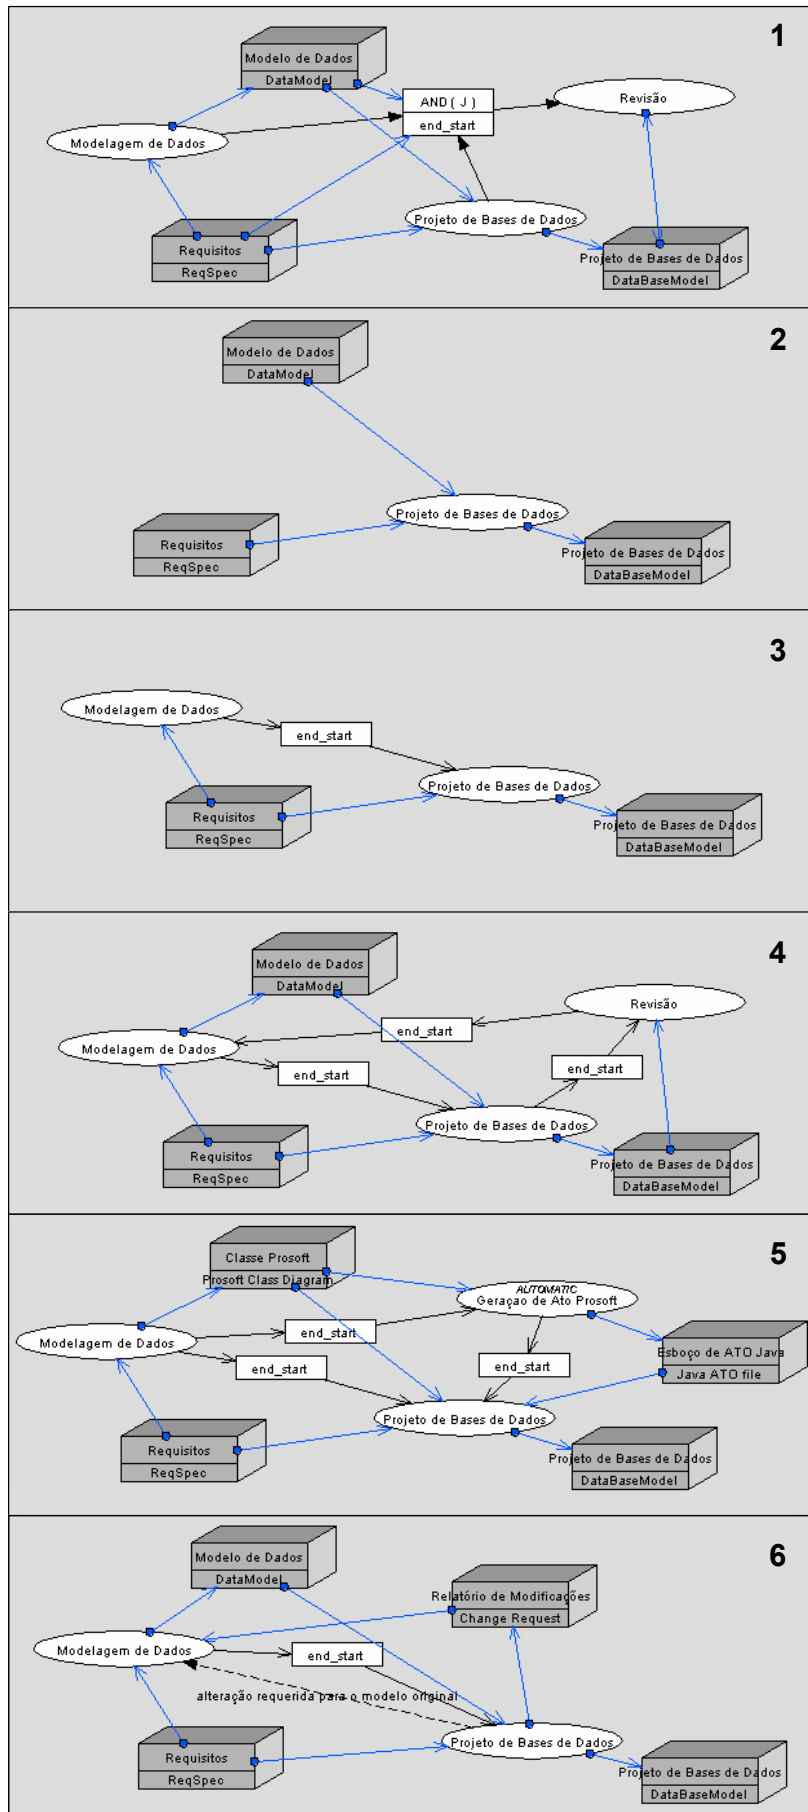 1
Modelo de Dados
DataModel
AND ( J )
end_start
Revisão
Modelagem de Dados
Projeto de Bases de Dados
Requisitos
ReqSpec
Projeto de Bases de Dados
DataBaseModel
2
Modelo de Dados
DataModel
Projeto de Bases de Dados
Requisitos
ReqSpec
Projeto de Bases de Dados
DataBaseModel
3
Modelagem de Dados
end_start
Projeto de Bases de Dados
Requisitos
ReqSpec
Projeto de Bases de Dados
DataBaseModel
4
Modelo de Dados
DataModel
Revisão
end_start
Modelagem de Dados
end_start
end_start
Projeto de Bases de Dados
Requisitos
ReqSpec
Projeto de Bases de Dados
DataBaseModel
5
Classe Prosoft
Prosoft Class Diagram
AUTOMATIC
Geraçao de Ato Prosoft
end_start
Modelagem de Dados
end_start
end_start
Esboço de ATO Java
Java ATO file
Projeto de Bases de Dados
Requisitos
ReqSpec
Projeto de Bases de Dados
DataBaseModel
6
Modelo de Dados
DataModel
Relatório de Modificações
Change Request
Modelagem de Dados
end_start
alteração requerida para o modelo original
Projeto de Bases de Dados
Requisitos
ReqSpec
Projeto de Bases de Dados
DataBaseModel